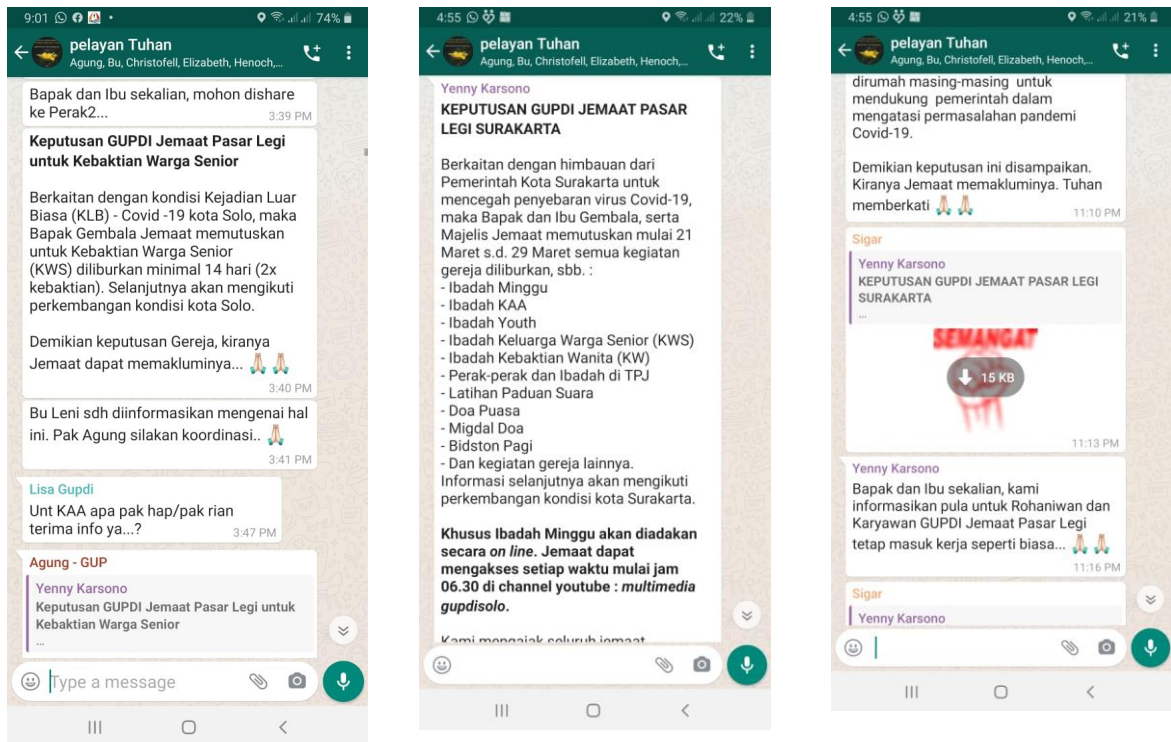 9:01 74%
pelayan Tuhan
Agung, Bu, Christofell, Elizabeth, Henoch,...
Bapak dan Ibu sekalian, mohon dishare
ke Perak2...
3:39 PM
Keputusan GUPDI Jemaat Pasar Legi
untuk Kebaktian Warga Senior
Berkaitan dengan kondisi Kejadian Luar
Biasa (KLB) - Covid -19 kota Solo, maka
Bapak Gembala Jemaat memutuskan
untuk Kebaktian Warga Senior
(KWS) diliburkan minimal 14 hari (2x
kebaktian). Selanjutnya akan mengikuti
perkembangan kondisi kota Solo.
Demikian keputusan Gereja, kiranya
Jemaat dapat memakluminya... 🙏🏻 🙏🏻
3:40 PM
Bu Leni sdh diinformasikan mengenai hal
ini. Pak Agung silakan koordinasi.. 🙏🏻
3:41 PM
Lisa Gupdi
Unt KAA apa pak hap/pak rian
terima info ya...?
3:47 PM
Agung - GUP
Yenny Karsono
Keputusan GUPDI Jemaat Pasar Legi untuk
Kebaktian Warga Senior
...
Type a message
4:55 22%
pelayan Tuhan
Agung, Bu, Christofell, Elizabeth, Henoch,...
Yenny Karsono
KEPUTUSAN GUPDI JEMAAT PASAR
LEGI SURAKARTA
Berkaitan dengan himbauan dari
Pemerintah Kota Surakarta untuk
mencegah penyebaran virus Covid-19,
maka Bapak dan Ibu Gembala, serta
Majelis Jemaat memutuskan mulai 21
Maret s.d. 29 Maret semua kegiatan
gereja diliburkan, sbb. :
- Ibadah Minggu
- Ibadah KAA
- Ibadah Youth
- Ibadah Keluarga Warga Senior (KWS)
- Ibadah Kebaktian Wanita (KW)
- Perak-perak dan Ibadah di TPJ
- Latihan Paduan Suara
- Doa Puasa
- Migdal Doa
- Bidston Pagi
- Dan kegiatan gereja lainnya.
Informasi selanjutnya akan mengikuti
perkembangan kondisi kota Surakarta.
Khusus Ibadah Minggu akan diadakan
secara on line. Jemaat dapat
mengakses setiap waktu mulai jam
06.30 di channel youtube : multimedia
gupdisolo.
Kami mengajak seluruh jemaat
4:55 21%
pelayan Tuhan
Agung, Bu, Christofell, Elizabeth, Henoch,...
dirumah masing-masing untuk
mendukung pemerintah dalam
mengatasi permasalahan pandemi
Covid-19.
Demikian keputusan ini disampaikan.
Kiranya Jemaat memakluminya. Tuhan
memberkati 🙏🏻 🙏🏻
11:10 PM
Sigar
Yenny Karsono
KEPUTUSAN GUPDI JEMAAT PASAR LEGI
SURAKARTA
...
SEMANGAT
15 KB
11:13 PM
Yenny Karsono
Bapak dan Ibu sekalian, kami
informasikan pula untuk Rohaniwan dan
Karyawan GUPDI Jemaat Pasar Legi
tetap masuk kerja seperti biasa... 🙏🏻 🙏🏻
11:16 PM
Sigar
Yenny Karsono